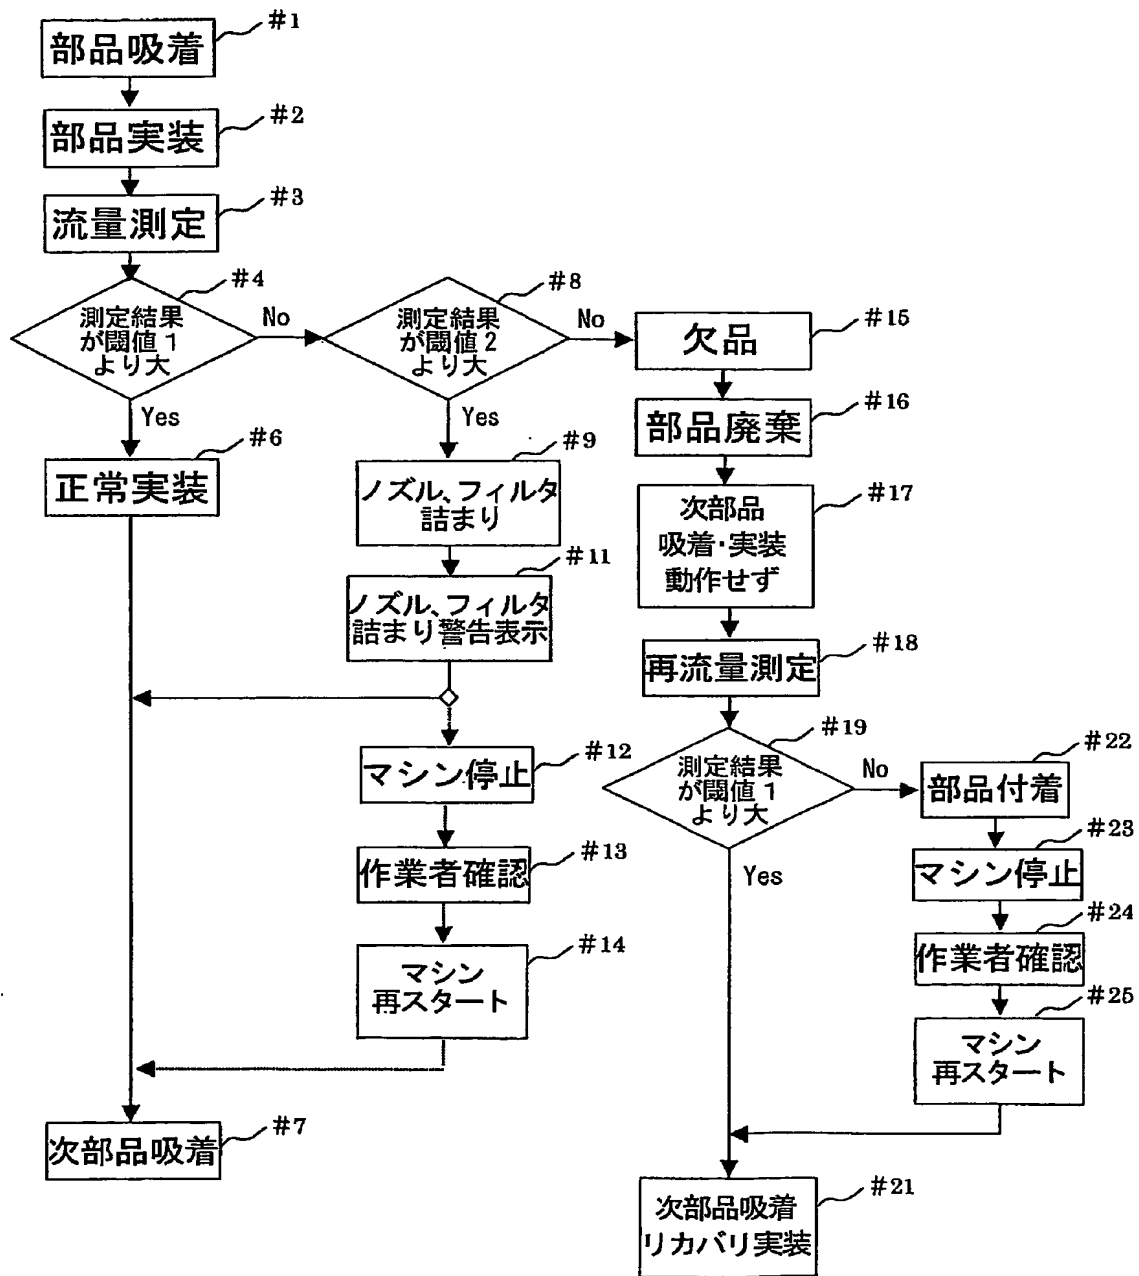 #1
部品吸着
#2
部品実装
#3
流量測定
#4
測定結果
が閾値1
より大
No
Yes
#6
正常実装
#7
次部品吸着
#8
測定結果
が閾値2
より大
No
Yes
#9
ノズル、フィルタ
詰まり
#11
ノズル、フィルタ
詰まり警告表示
#12
マシン停止
#13
作業者確認
#14
マシン
再スタート
#15
欠品
#16
部品廃棄
#17
次部品
吸着・実装
動作せず
#18
再流量測定
#19
測定結果
が閾値1
より大
No
Yes
#22
部品付着
#23
マシン停止
#24
作業者確認
#25
マシン
再スタート
#21
次部品吸着
リカバリ実装